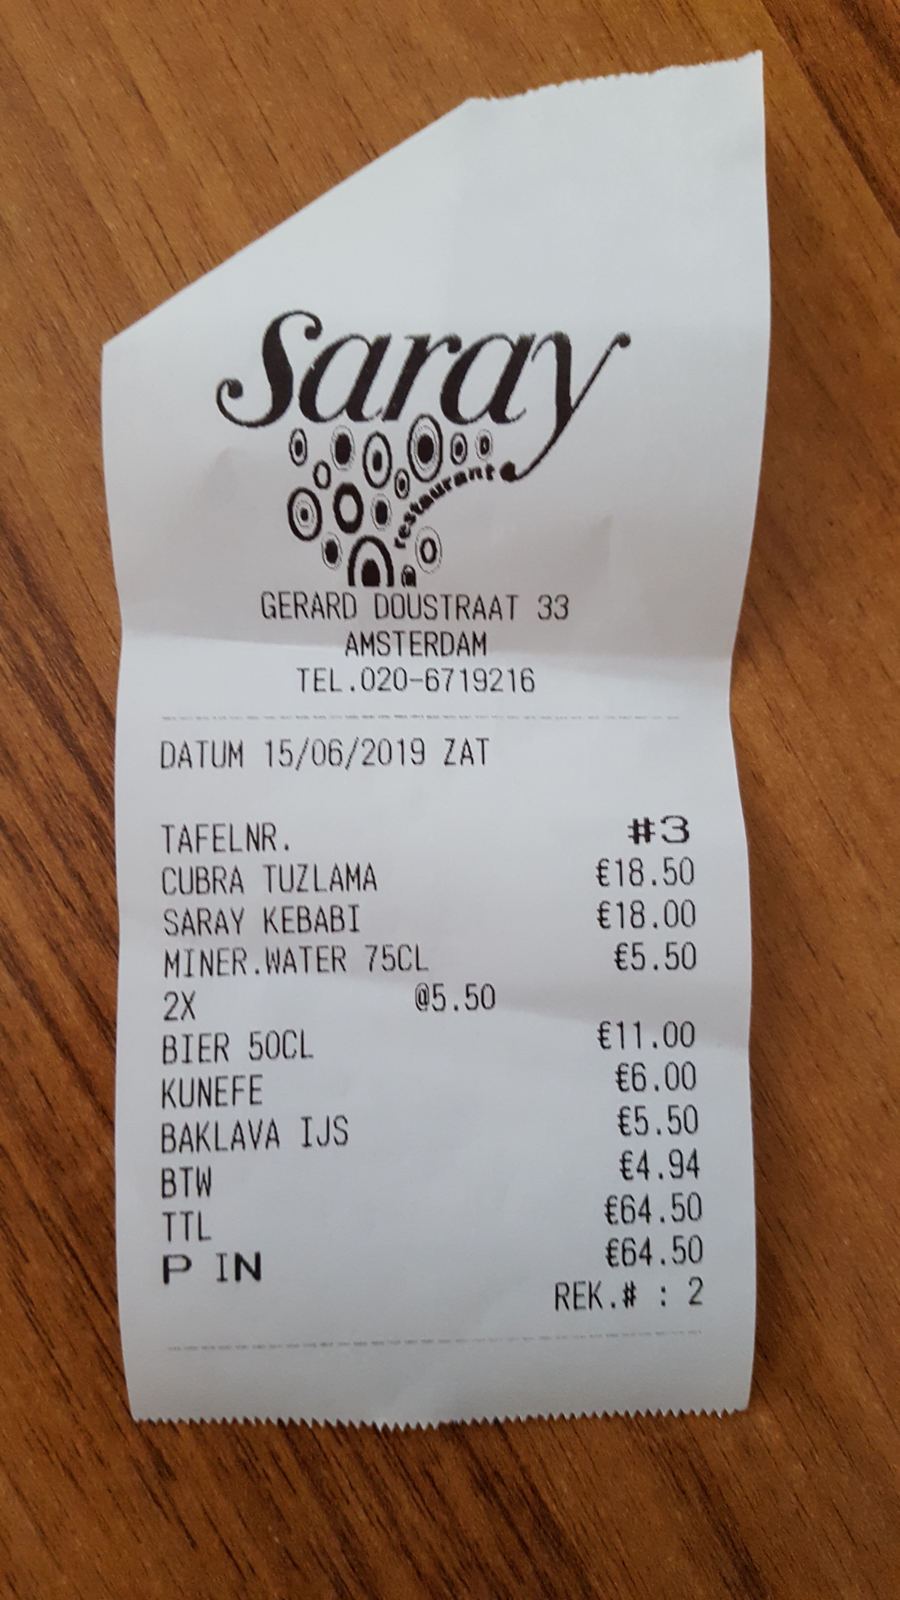 Saray
restaurant
GERARD DOUSTRAAT 33
AMSTERDAM
TEL.020-6719216
DATUM 15/06/2019 ZAT
TAFELNR. #3
CUBRA TUZLAMA €18.50
SARAY KEBABI €18.00
MINER.WATER 75CL €5.50
2X @5.50
BIER 50CL €11.00
KUNEFE €6.00
BAKLAVA IJS €5.50
BTW €4.94
TTL €64.50
P IN €64.50
REK.# : 2